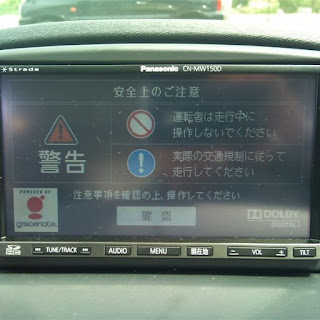 Strada
Panasonic CN-MW150D
安全上のご注意
警告
運転者は走行中に
操作しないでください
実際の交通規制に従って
走行してください
注意事項を確認の上、操作してください
確認
POWERED BY
gracenote.
DOLBY
DIGITAL
TUNE/TRACK AUDIO MENU 現在地 VOL TILT